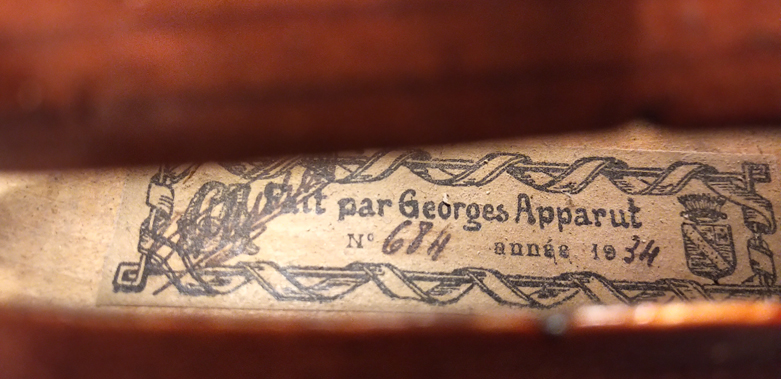 Fait par Georges Apparut
N° 684 année 1934